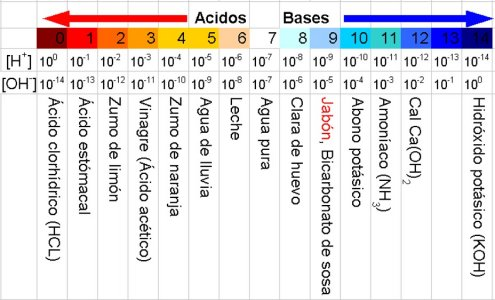 Acidos Bases
0 1 2 3 4 5 6 7 8 9 10 11 12 13 14
[H⁺] 10⁰ 10⁻¹ 10⁻² 10⁻³ 10⁻⁴ 10⁻⁵ 10⁻⁶ 10⁻⁷ 10⁻⁸ 10⁻⁹ 10⁻¹⁰ 10⁻¹¹ 10⁻¹² 10⁻¹³ 10⁻¹⁴
[OH⁻] 10⁻¹⁴ 10⁻¹³ 10⁻¹² 10⁻¹¹ 10⁻¹⁰ 10⁻⁹ 10⁻⁸ 10⁻⁷ 10⁻⁶ 10⁻⁵ 10⁻⁴ 10⁻³ 10⁻² 10⁻¹ 10⁰
Ácido clorhídrico (HCL)
Ácido estómacal
Zumo de limón
Vinagre (Ácido acético)
Zumo de naranja
Agua de lluvia
Leche
Agua pura
Clara de huevo
Jabón, Bicarbonato de sosa
Abono potásico
Amoníaco (NH₃)
Cal Ca(OH)₂
Hidróxido potásico (KOH)